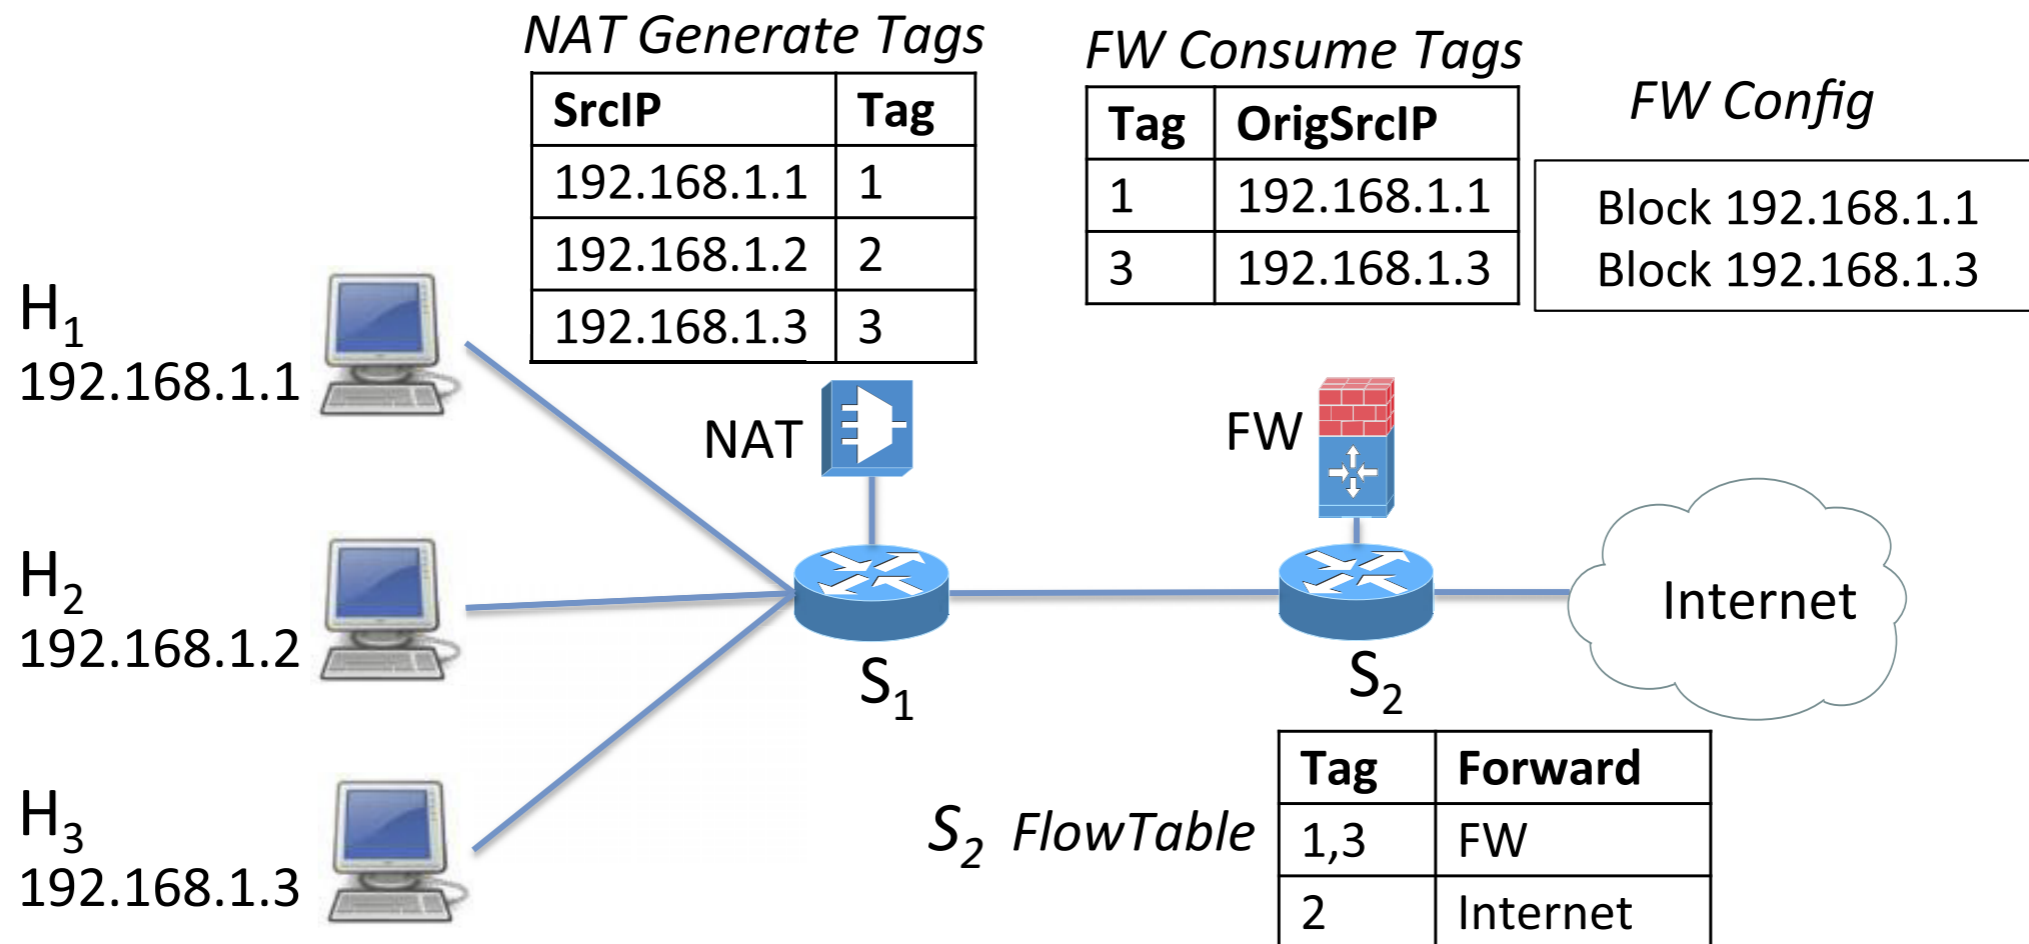 NAT Generate Tags
SrcIP Tag
192.168.1.1 1
192.168.1.2 2
192.168.1.3 3
FW Consume Tags
Tag OrigSrcIP
1 192.168.1.1
3 192.168.1.3
FW Config
Block 192.168.1.1
Block 192.168.1.3
H1
192.168.1.1
NAT
FW
H2
192.168.1.2
Internet
S1
S2
H3
192.168.1.3
S2 FlowTable
Tag Forward
1,3 FW
2 Internet